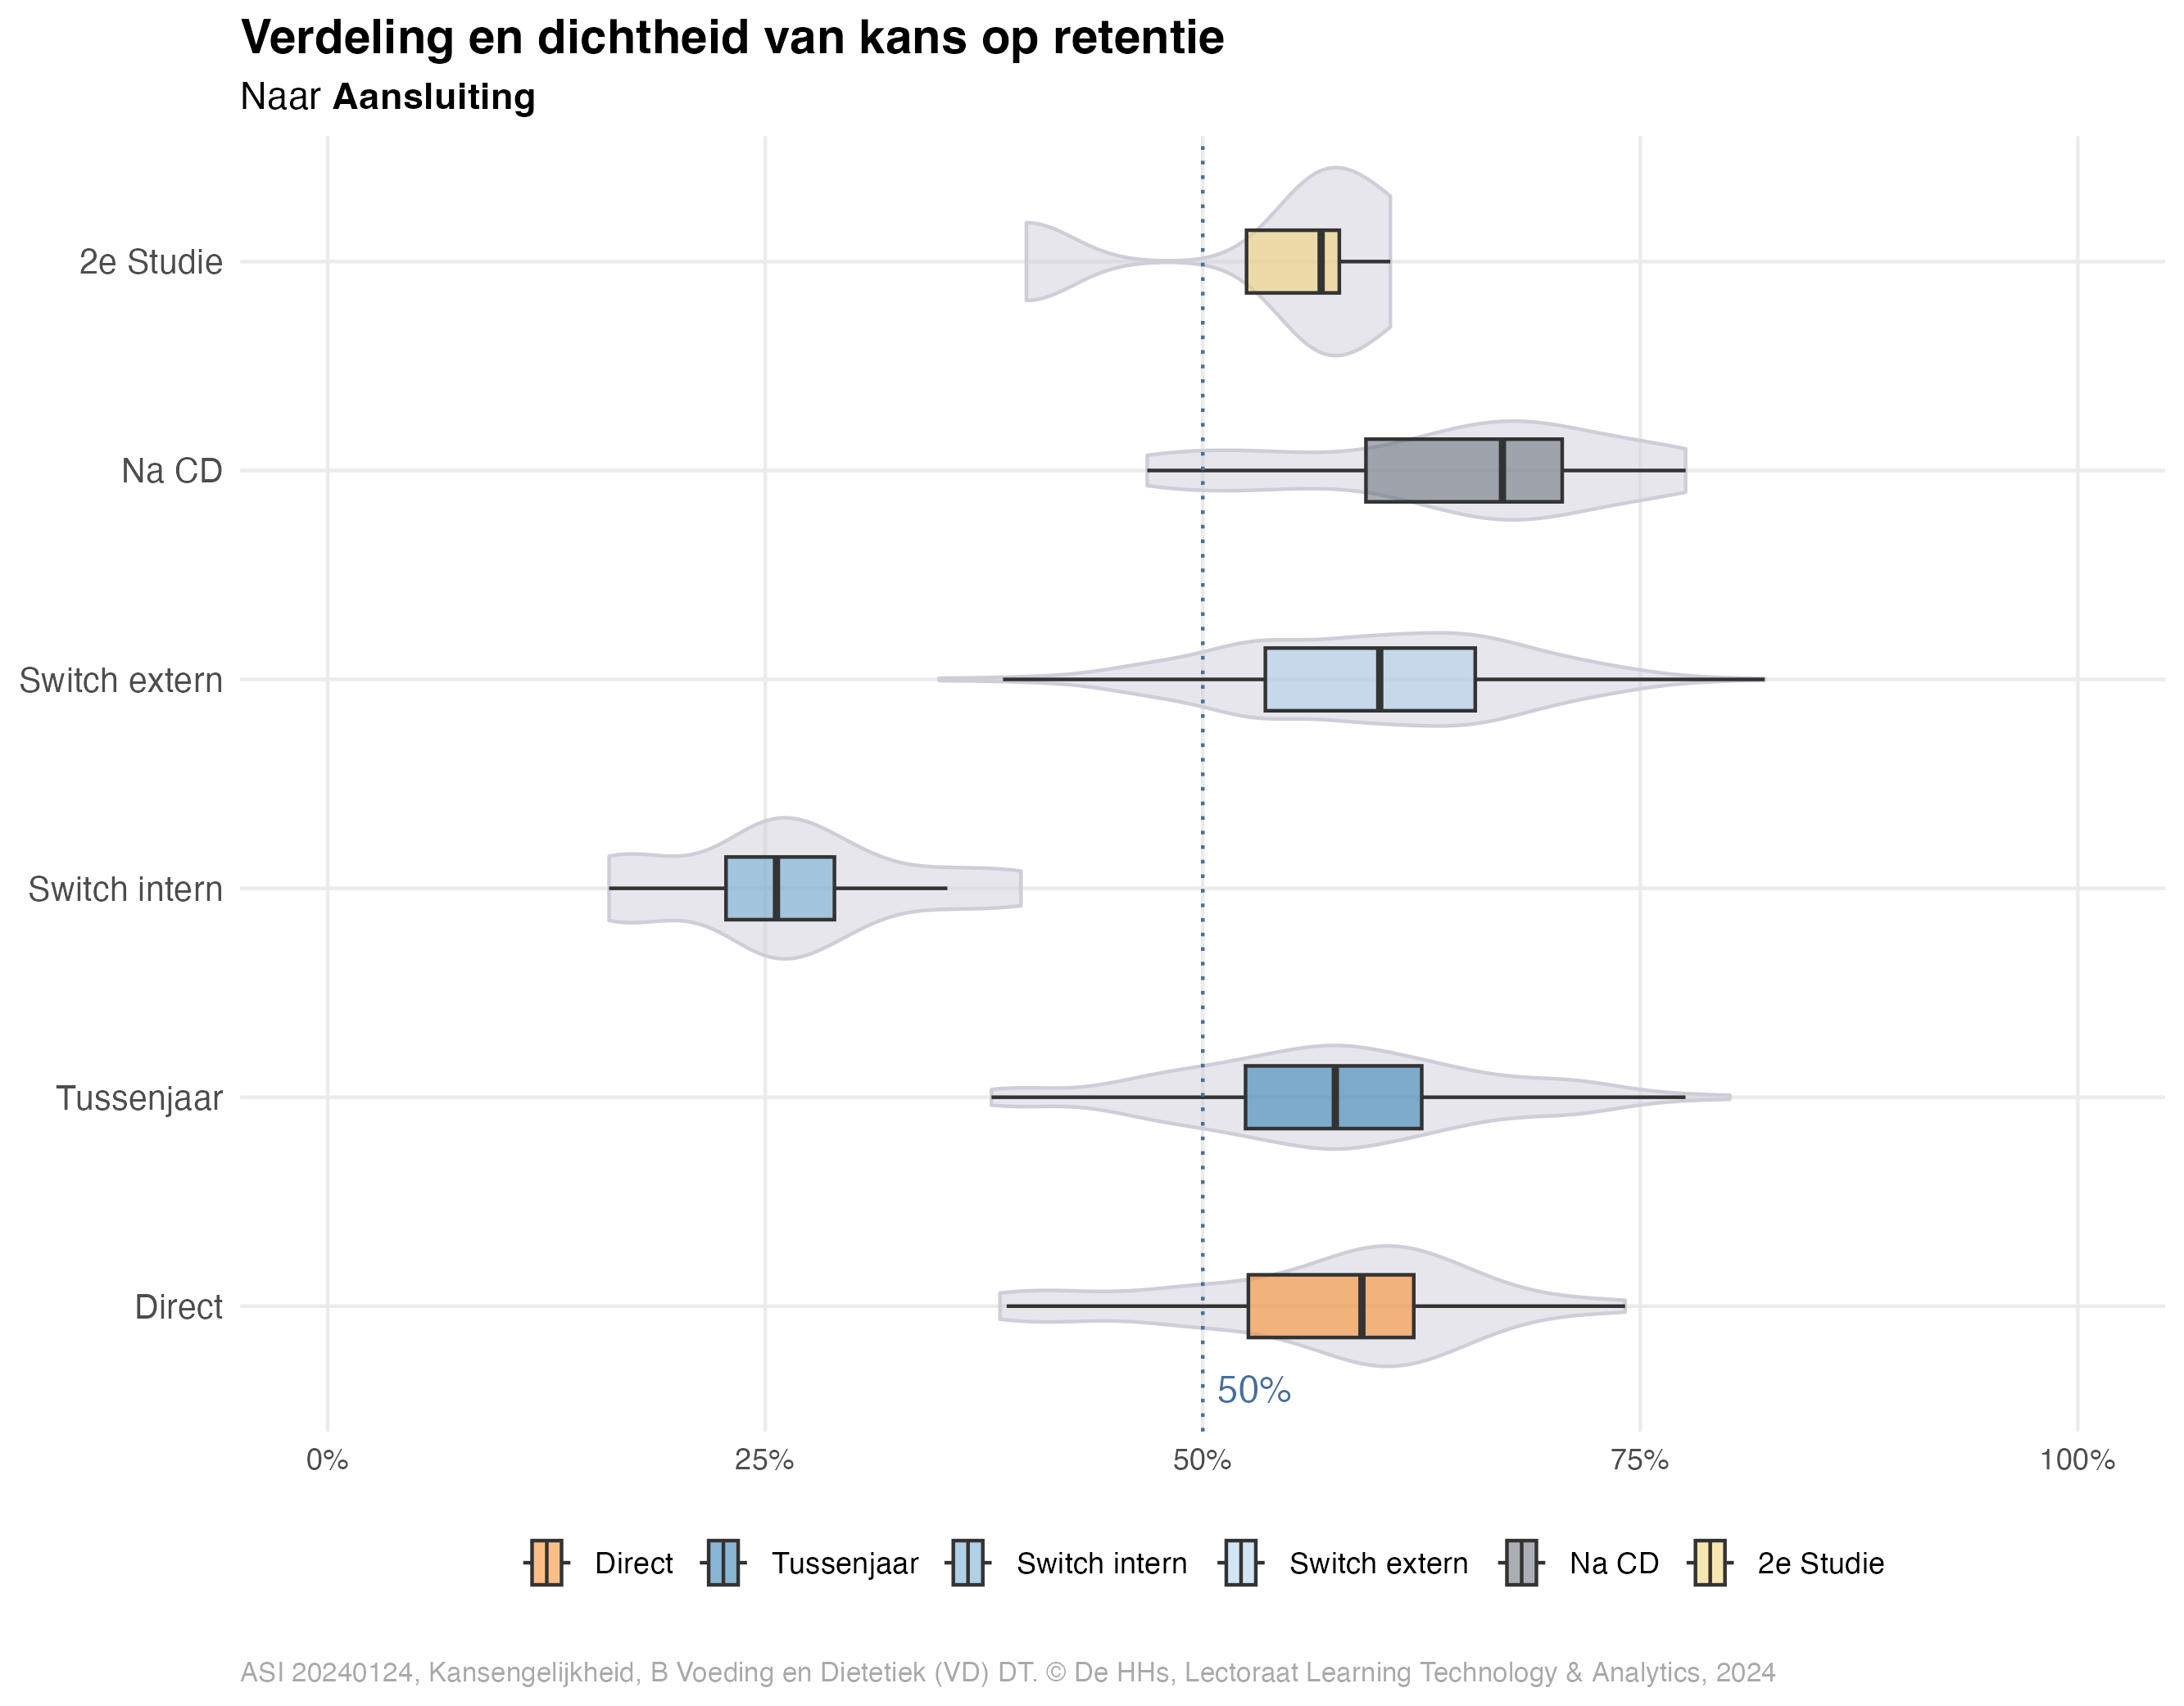 Verdeling en dichtheid van kans op retentie
Naar Aansluiting
2e Studie
Na CD
Switch extern
Switch intern
Tussenjaar
Direct
50%
0% 25% 50% 75% 100%
Direct Tussenjaar Switch intern Switch extern Na CD 2e Studie
ASI 20240124, Kansengelijkheid, B Voeding en Dietetiek (VD) DT. © De HHs, Lectoraat Learning Technology & Analytics, 2024